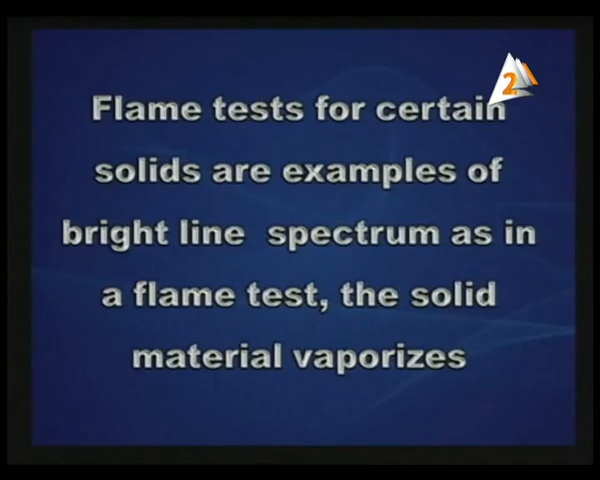 2
Flame tests for certain
solids are examples of
bright line spectrum as in
a flame test, the solid
material vaporizes